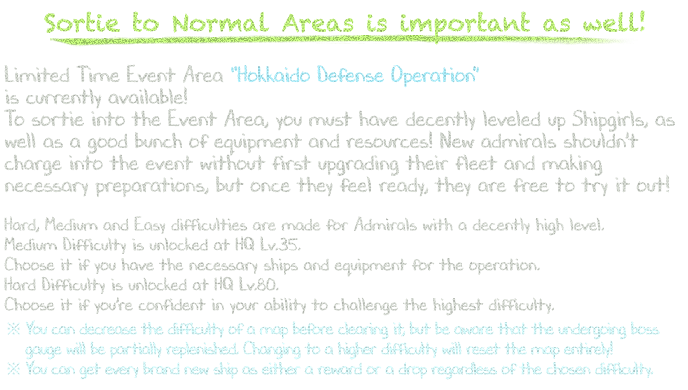 Sortie to Normal Areas is important as well!
Limited Time Event Area "Hokkaido Defense Operation"
is currently available!
To sortie into the Event Area, you must have decently leveled up Shipgirls, as
well as a good bunch of equipment and resources! New admirals shouldn't
charge into the event without first upgrading their fleet and making
necessary preparations, but once they feel ready, they are free to try it out!
Hard, Medium and Easy difficulties are made for Admirals with a decently high level.
Medium Difficulty is unlocked at HQ Lv.35.
Choose it if you have the necessary ships and equipment for the operation.
Hard Difficulty is unlocked at HQ Lv.80.
Choose it if you're confident in your ability to challenge the highest difficulty.
※ You can decrease the difficulty of a map before clearing it, but be aware that the undergoing boss
gauge will be partially replenished. Changing to a higher difficulty will reset the map entirely!
※ You can get every brand new ship as either a reward or a drop regardless of the chosen difficulty.